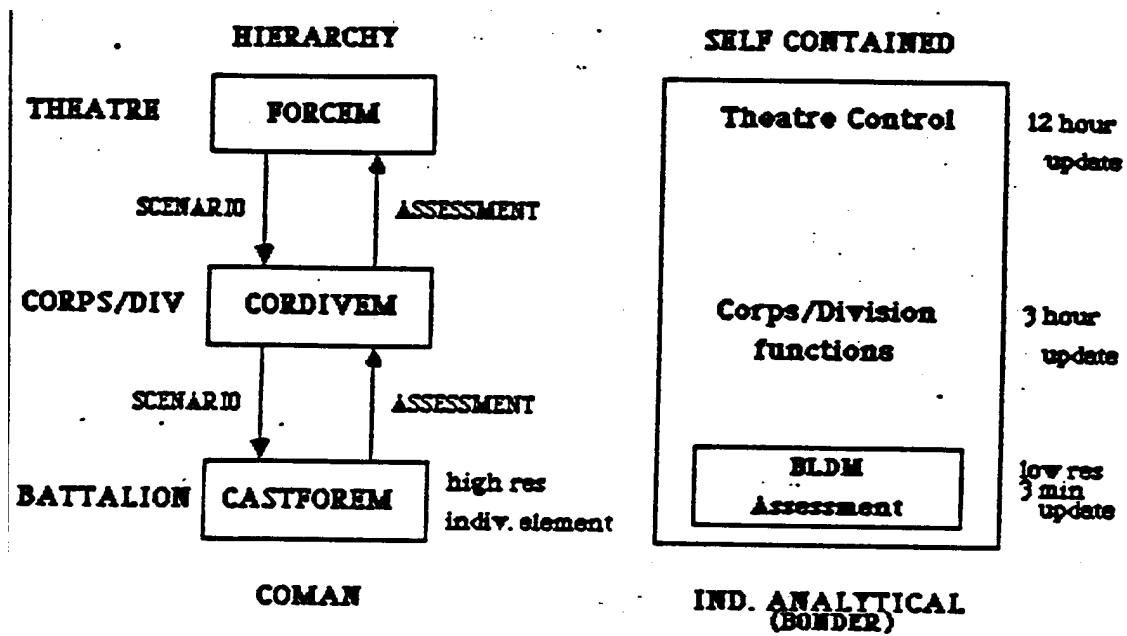 HIERARCHY
THEATRE
FORCEM
SCENARIO
ASSESSMENT
CORPS/DIV
CORDIVEM
SCENARIO
ASSESSMENT
BATTALION
CASTFOREM
high res
indiv. element
COMAN
SELF CONTAINED
Theatre Control
12 hour
update
Corps/Division
functions
3 hour
update
BLDM
Assessment
low res
3 min
update
IND. ANALYTICAL
(BONDER)